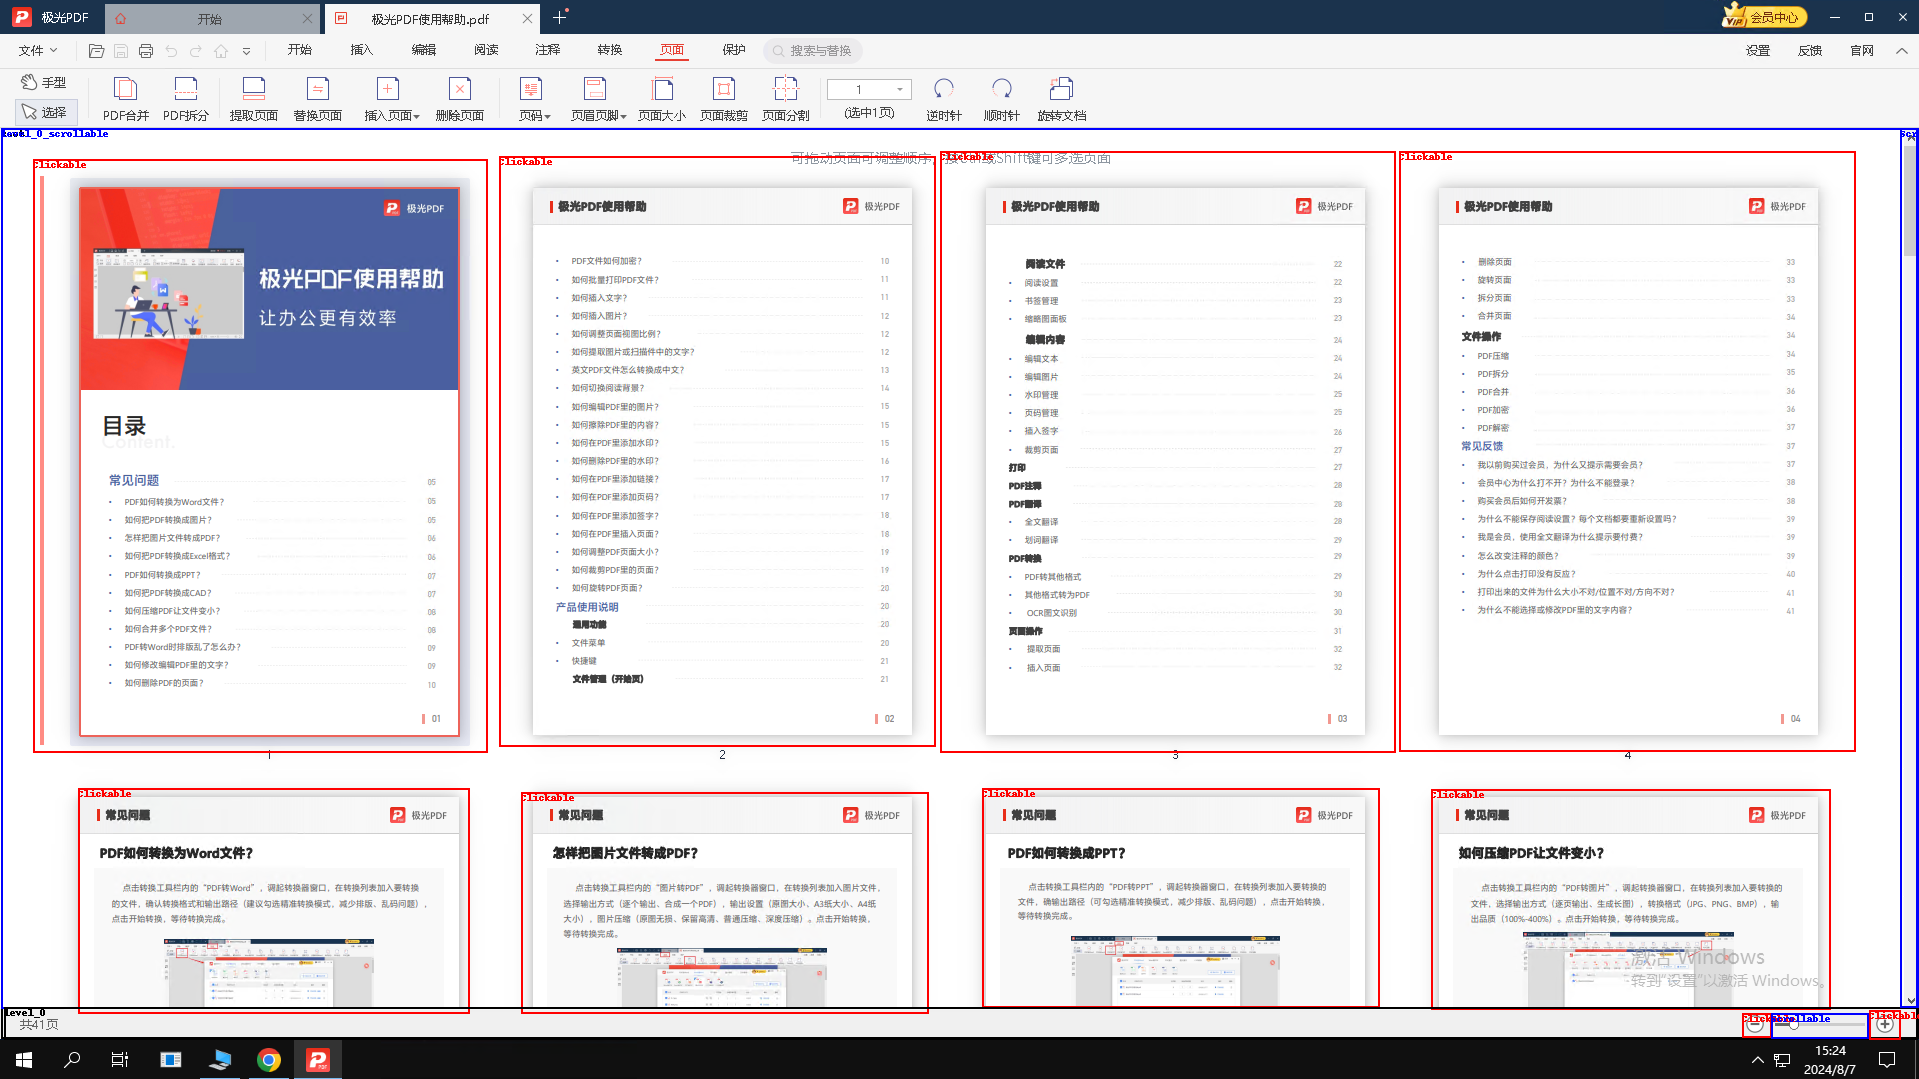 极光PDF
开始
极光PDF使用帮助.pdf
会员中心
文件
开始
插入
编辑
阅读
注释
转换
页面
保护
搜索与替换
设置
反馈
官网
手型
选择
PDF合并
PDF拆分
提取页面
替换页面
插入页面
删除页面
页码
页眉页脚
页面大小
页面裁剪
页面分割
1
(选中1页)
逆时针
顺时针
旋转文档
level_0_scrollable
可拖动页面可调整顺序,按Ctrl或Shift键可多选页面
Clickable
极光PDF
极光PDF使用帮助
让办公更有效率
目录
Content.
常见问题 05
PDF如何转换为Word文件? 05
如何把PDF转换成图片? 05
怎样把图片文件转成PDF? 06
如何把PDF转换成Excel格式? 06
PDF如何转换成PPT? 07
如何把PDF转换成CAD? 07
如何压缩PDF让文件变小? 08
如何合并多个PDF文件? 08
PDF转Word时排版乱了怎么办? 09
如何修改编辑PDF里的文字? 09
如何删除PDF的页面? 10
01
1
Clickable
极光PDF使用帮助
极光PDF
PDF文件如何加密? 10
如何批量打印PDF文件? 11
如何插入文字? 11
如何插入图片? 12
如何调整页面视图比例? 12
如何提取图片或扫描件中的文字? 12
英文PDF文件怎么转换成中文? 13
如何切换阅读背景? 14
如何编辑PDF里的图片? 15
如何擦除PDF里的内容? 15
如何在PDF里添加水印? 15
如何删除PDF里的水印? 16
如何在PDF里添加链接? 17
如何在PDF里添加页码? 17
如何在PDF里添加签字? 18
如何在PDF里插入页面? 18
如何调整PDF页面大小? 19
如何裁剪PDF里的页面? 19
如何旋转PDF页面? 20
产品使用说明 20
通用功能 20
文件菜单 20
快捷键 21
文件管理（开始页） 21
02
2
Clickable
极光PDF使用帮助
极光PDF
阅读文件 22
阅读设置 22
书签管理 23
缩略图面板 23
编辑内容 24
编辑文本 24
编辑图片 24
水印管理 25
页码管理 25
插入签字 26
裁剪页面 27
打印 27
PDF注释 28
PDF翻译 28
全文翻译 28
划词翻译 29
PDF转换 29
PDF转其他格式 29
其他格式转为PDF 30
OCR图文识别 30
页面操作 31
提取页面 32
插入页面 32
03
3
Clickable
极光PDF使用帮助
极光PDF
删除页面 33
旋转页面 33
拆分页面 33
合并页面 34
文件操作 34
PDF压缩 34
PDF拆分 35
PDF合并 36
PDF加密 36
PDF解密 37
常见反馈 37
我以前购买过会员，为什么又提示需要会员? 37
会员中心为什么打不开？为什么不能登录? 38
购买会员后如何开发票? 38
为什么不能保存阅读设置？每个文档都要重新设置吗? 39
我是会员，使用全文翻译为什么提示要付费? 39
怎么改变注释的颜色? 39
为什么点击打印没有反应? 40
打印出来的文件为什么大小不对/位置不对/方向不对? 41
为什么不能选择或修改PDF里的文字内容? 41
04
4
Clickable
常见问题
极光PDF
PDF如何转换为Word文件?
点击转换工具栏内的“PDF转Word”，调起转换器窗口，在转换列表加入要转换
的文件，确认转换格式和输出路径（建议勾选精准转换模式，减少排版、乱码问题），
点击开始转换，等待转换完成。
Clickable
常见问题
极光PDF
怎样把图片文件转成PDF?
点击转换工具栏内的“图片转PDF”，调起转换器窗口，在转换列表加入图片文件，
选择输出方式（逐个输出、合成一个PDF），输出设置（原图大小、A3纸大小、A4纸
大小），图片压缩（原图无损、保留高清、普通压缩、深度压缩）。点击开始转换，
等待转换完成。
Clickable
常见问题
极光PDF
PDF如何转换成PPT?
点击转换工具栏内的“PDF转PPT”，调起转换器窗口，在转换列表加入要转换的
文件，确输出路径（可勾选精准转换模式，减少排版、乱码问题），点击开始转换，
等待转换完成。
Clickable
常见问题
极光PDF
如何压缩PDF让文件变小?
点击转换工具栏内的“PDF转图片”，调起转换器窗口，在转换列表加入要转换的
文件，选择输出方式（逐页输出、生成长图），转换格式（JPG、PNG、BMP），输
出品质（100%-400%）。点击开始转换，等待转换完成。
激活 Windows
转到“设置”以激活 Windows。
level_0
共41页
15:24
2024/8/7